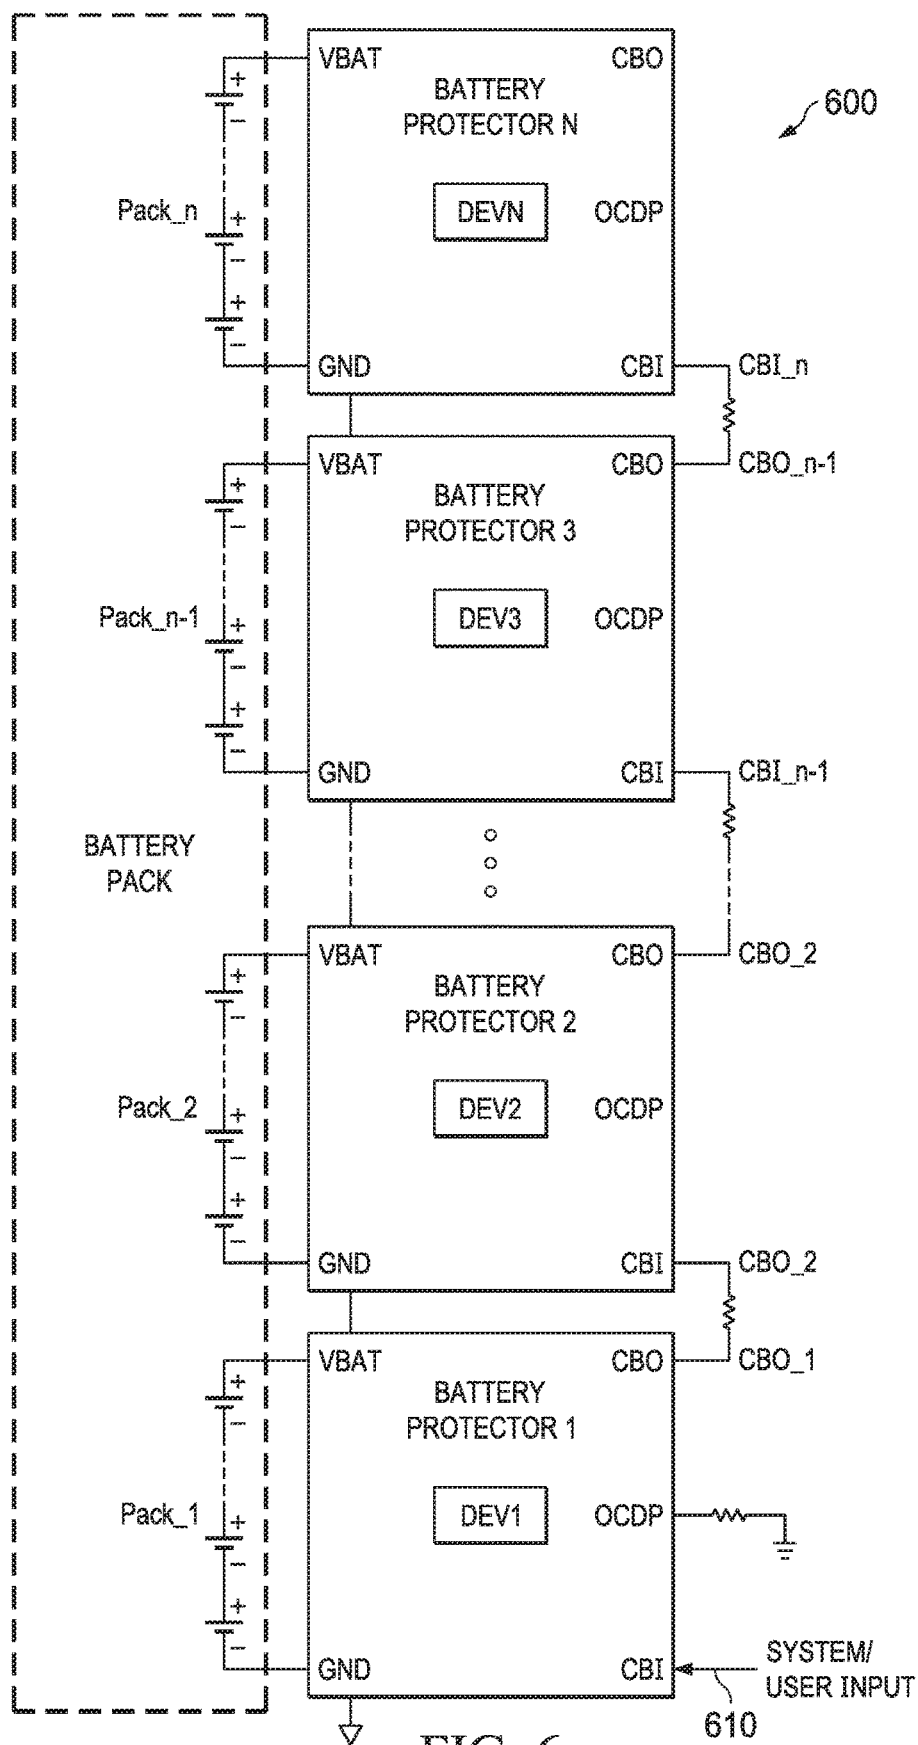 VBAT CBO
BATTERY
PROTECTOR N
600
Pack_n
DEVN
OCDP
GND CBI CBI_n
VBAT CBO CBO_n-1
BATTERY
PROTECTOR 3
Pack_n-1
DEV3
OCDP
GND CBI CBI_n-1
BATTERY
PACK
VBAT CBO CBO_2
BATTERY
PROTECTOR 2
Pack_2
DEV2
OCDP
GND CBI CBO_2
VBAT CBO CBO_1
BATTERY
PROTECTOR 1
Pack_1
DEV1
OCDP
GND CBI
SYSTEM/
USER INPUT
610
FIG. 6